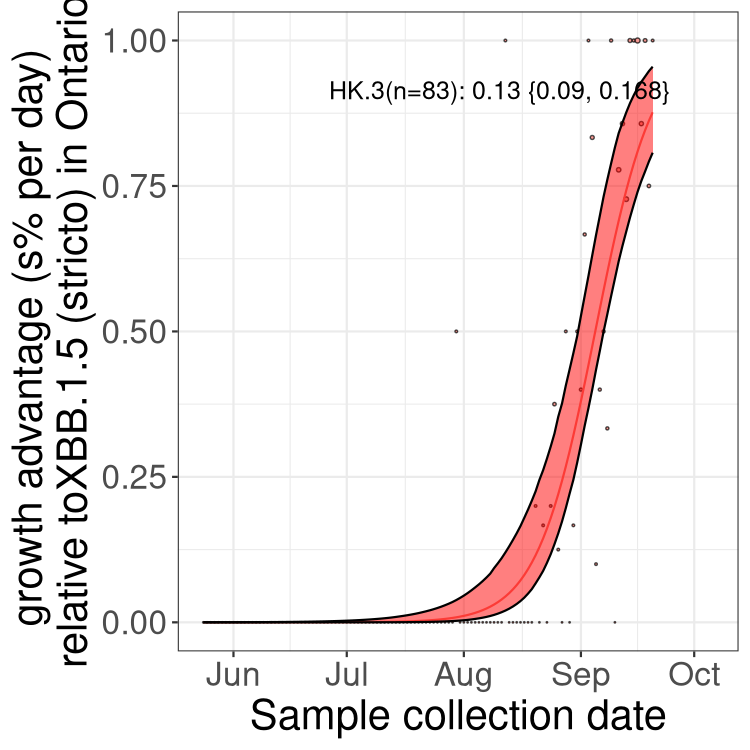 growth advantage (s% per day)
relative toXBB.1.5 (stricto) in Ontario
1.00
0.75
0.50
0.25
0.00
HK.3(n=83): 0.13 {0.09, 0.168}
Jun Jul Aug Sep Oct
Sample collection date